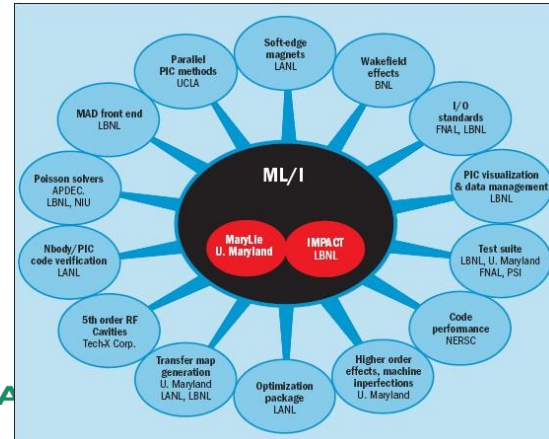 Soft-edge
magnets
LANL
Parallel
PIC methods
UCLA
Wakefield
effects
BNL
MAD front end
LBNL
I/O
standards
FNAL, LBNL
Poisson solvers
APDEC.
LBNL, NIU
ML/I
PIC visualization
& data management
LBNL
MaryLie
U. Maryland
IMPACT
LBNL
Nbody/PIC
code verification
LANL
Test suite
LBNL, U. Maryland
FNAL, PSI
5th order RF
Cavities
Tech-X Corp.
Code
performance
NERSC
Transfer map
generation
U. Maryland
LANL, LBNL
Optimization
package
LANL
Higher order
effects, machine
inperfections
U. Maryland
A